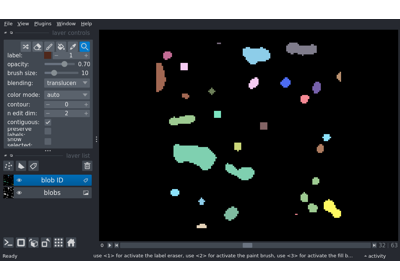 File View Plugins Window Help
layer controls
label: 1
opacity: 0.70
brush size: 10
blending: translucen
color mode: auto
contour: 0
n edit dim: 2
contiguous:
preserve
labels:
show
selected:
layer list
blob ID
blobs
32 63
Ready
use <1> for activate the label eraser, use <2> for activate the paint brush, use <3> for activate the fill b...
activity